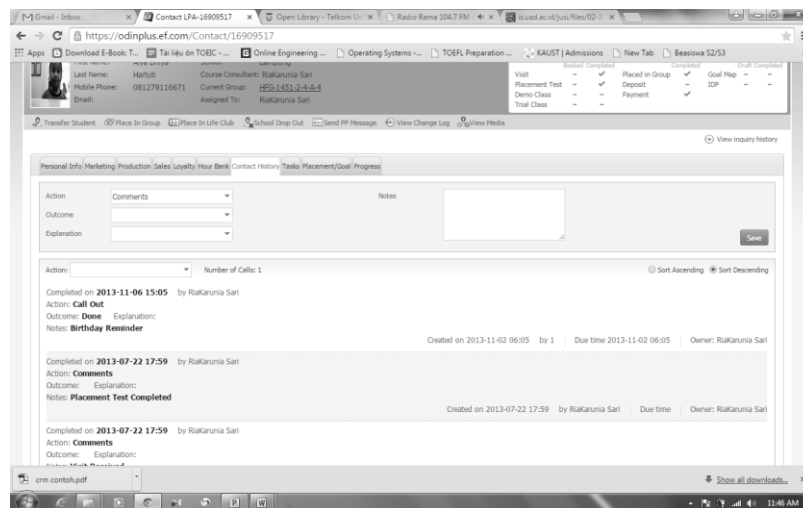 Gmail - Inbox
Contact LPA-16909517
Open Library - Telkom Un
Radio Rama 104.7 FM
is.uad.ac.id/jusi/files/02-J
https://odinplus.ef.com/Contact/16909517
Apps Download E-Book: T... Tài liệu ôn TOEIC - ... Online Engineering ... Operating Systems -... TOEFL Preparation ... KAUST | Admissions New Tab Beasiswa S2/S3
Last Name: Hartuti Course Consultant: RiaKarunia Sari
Mobile Phone: 081279116671 Current Group: HFG-1451-2-4-A4
Email: Assigned To: RiaKarunia Sari
Booked Completed Completed Draft Completed
Visit – ✔ Placed in Group ✔ Goal Map – –
Placement Test – ✔ Deposit – IDP – –
Demo Class – – Payment ✔
Trial Class – –
Transfer Student Place In Group Place In Life Club School Drop Out Send PP Message View Change Log View Media
View inquiry history
Personal Info Marketing Production Sales Loyalty Hour Bank Contact History Tasks Placement/Goal Progress
Action Comments Notes
Outcome
Explanation
Save
Action: Number of Calls: 1 Sort Ascending Sort Descending
Completed on 2013-11-06 15:05 by RiaKarunia Sari
Action: Call Out
Outcome: Done Explanation:
Notes: Birthday Reminder
Created on 2013-11-02 06:05 by 1 Due time 2013-11-02 06:05 Owner: RiaKarunia Sari
Completed on 2013-07-22 17:59 by RiaKarunia Sari
Action: Comments
Outcome: Explanation:
Notes: Placement Test Completed
Created on 2013-07-22 17:59 by RiaKarunia Sari Due time Owner: RiaKarunia Sari
Completed on 2013-07-22 17:59 by RiaKarunia Sari
Action: Comments
Outcome: Explanation:
Notes: Visit Received
crm contoh.pdf
Show all downloads...
11:46 AM